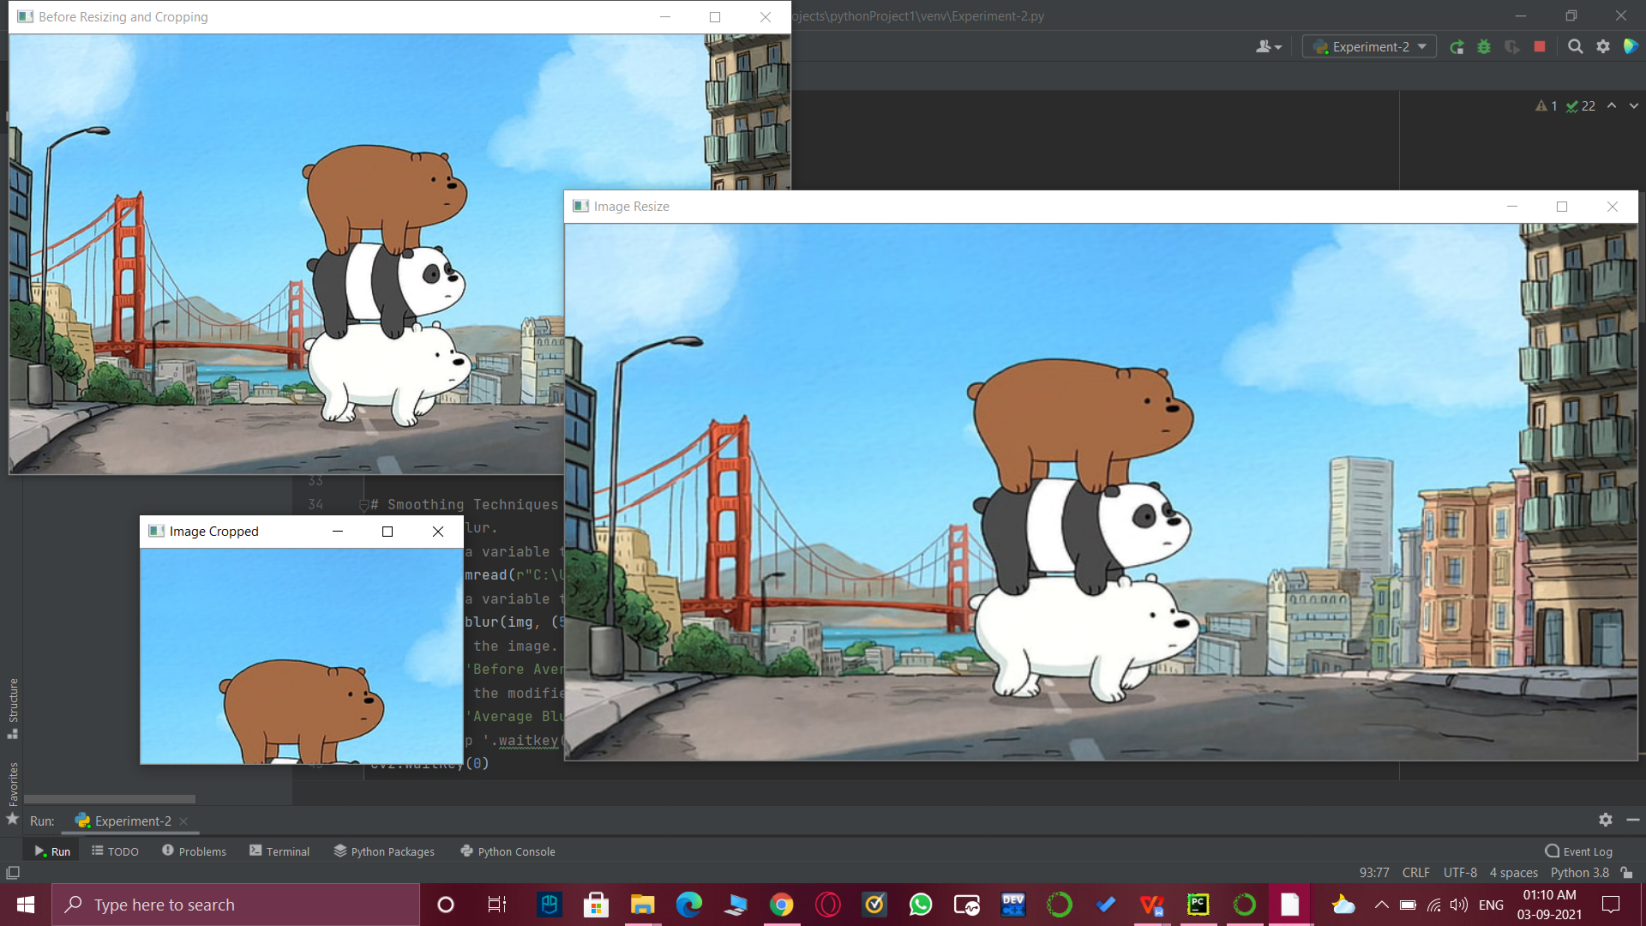 Before Resizing and Cropping
ojects\pythonProject1\venv\Experiment-2.py
Experiment-2
1 22
Image Resize
33
34 # Smoothing Techniques
lur.
Image Cropped
a variable t
mread(r"C:\
a variable t
blur(img, (5
the image.
'Before Aver
the modifie
'Average Blu
p '.waitkey(
cv2.waitKey(0)
Structure
Favorites
Run: Experiment-2
Run TODO Problems Terminal Python Packages Python Console Event Log
93:77 CRLF UTF-8 4 spaces Python 3.8
Type here to search
DEV
PC
ENG
01:10 AM
03-09-2021